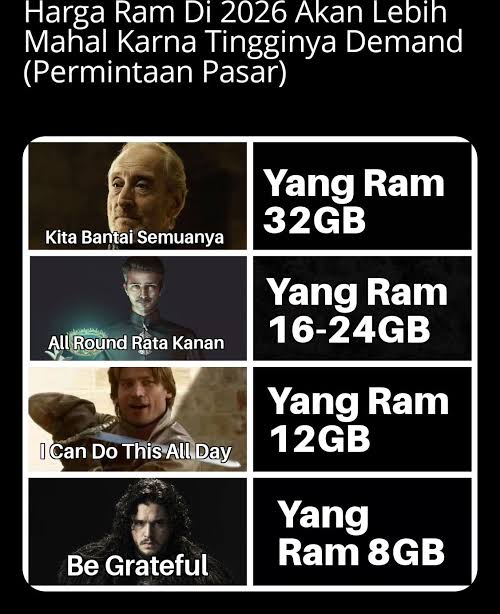 Harga Ram Di 2026 Akan Lebih
Mahal Karna Tingginya Demand
(Permintaan Pasar)
Kita Bantai Semuanya
Yang Ram
32GB
All Round Rata Kanan
Yang Ram
16-24GB
I Can Do This All Day
Yang Ram
12GB
Be Grateful
Yang
Ram 8GB